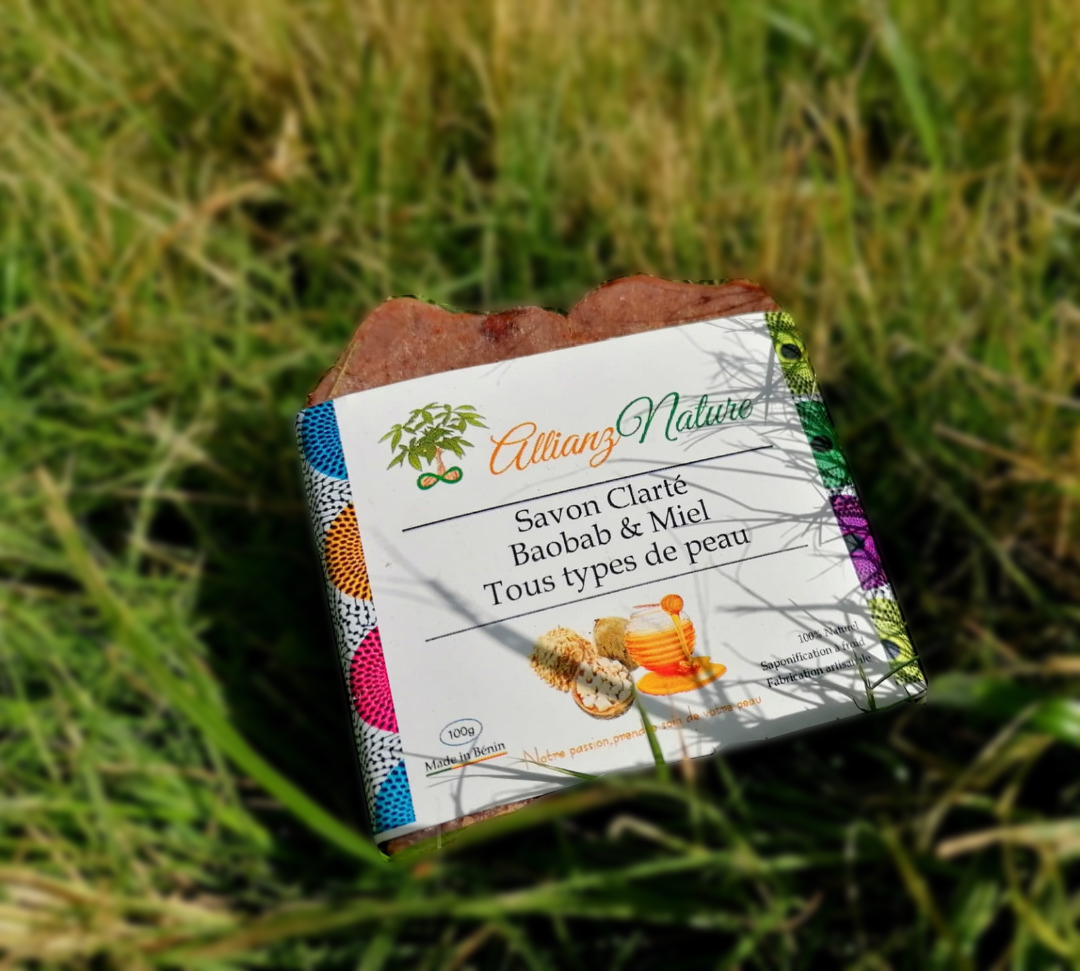 AllianzNature
Savon Clarté
Baobab & Miel
Tous types de peau
100% Naturel
Saponification à froid
Fabrication artisanale
100g
Made in Bénin
Notre passion, prendre soin de votre peau